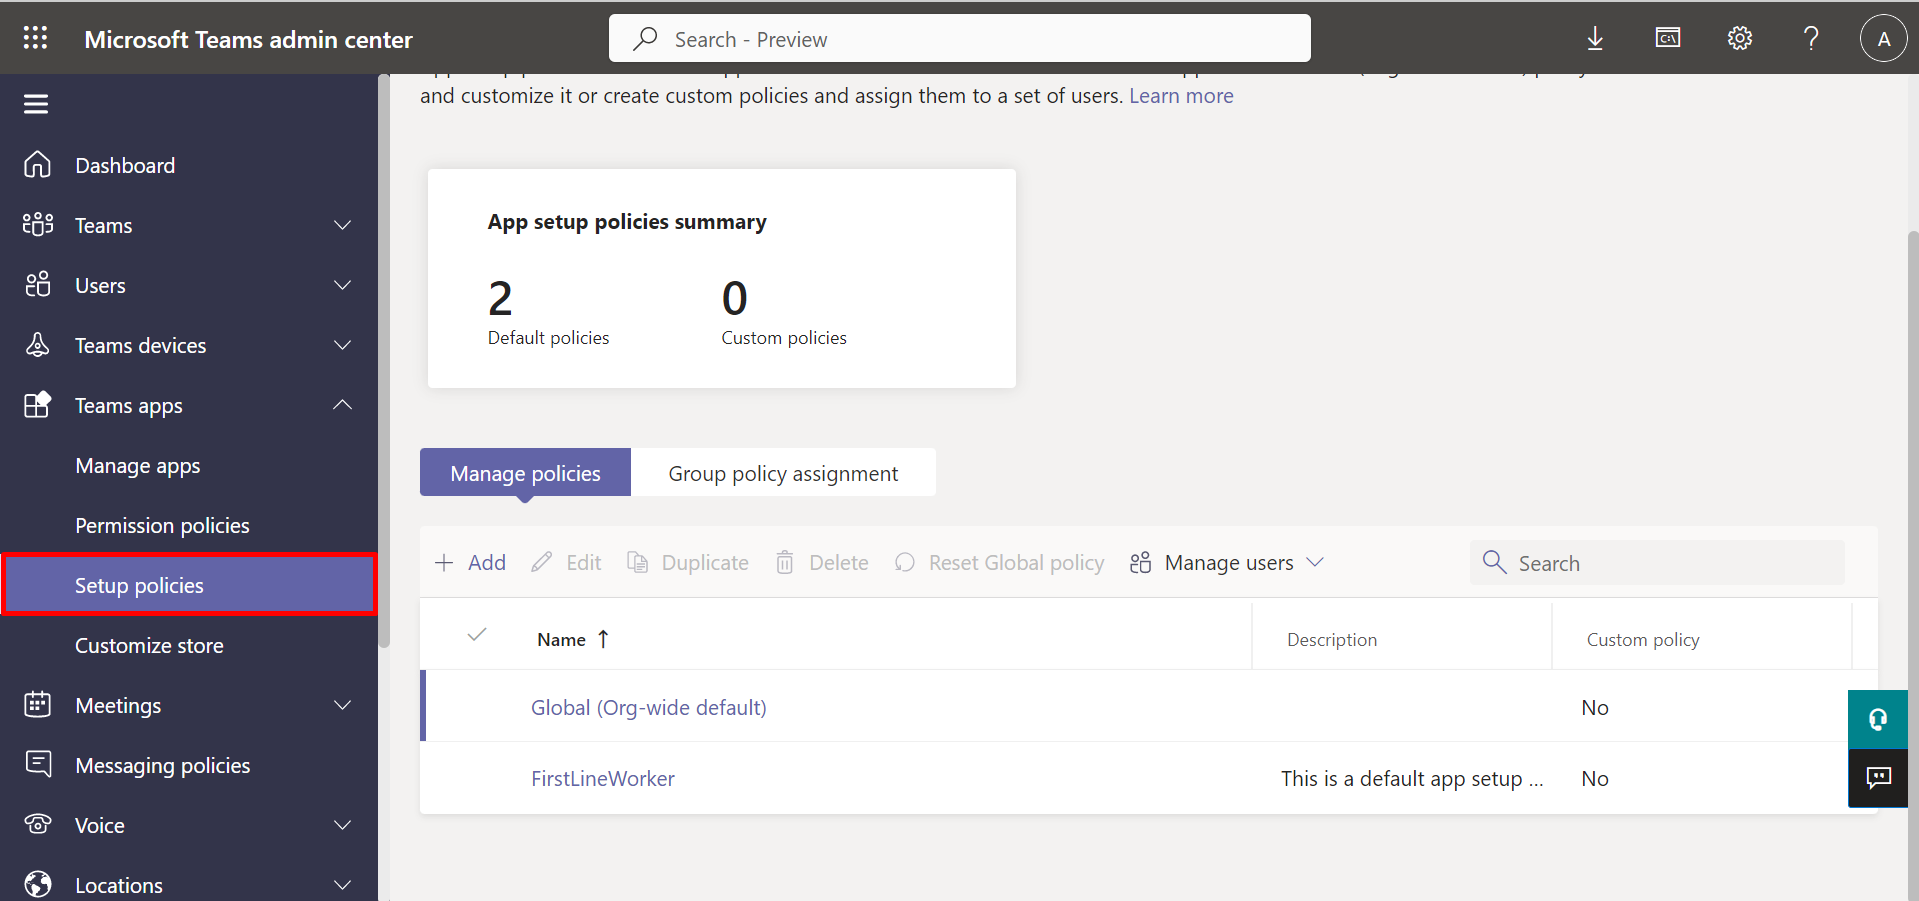 Microsoft Teams admin center
Search - Preview
C:\
A
and customize it or create custom policies and assign them to a set of users. Learn more
Dashboard
Teams
Users
Teams devices
Teams apps
Manage apps
Permission policies
Setup policies
Customize store
Meetings
Messaging policies
Voice
Locations
App setup policies summary
2 0
Default policies Custom policies
Manage policies Group policy assignment
Add Edit Duplicate Delete Reset Global policy Manage users Search
Name ↑ Description Custom policy
Global (Org-wide default) No
FirstLineWorker This is a default app setup ... No